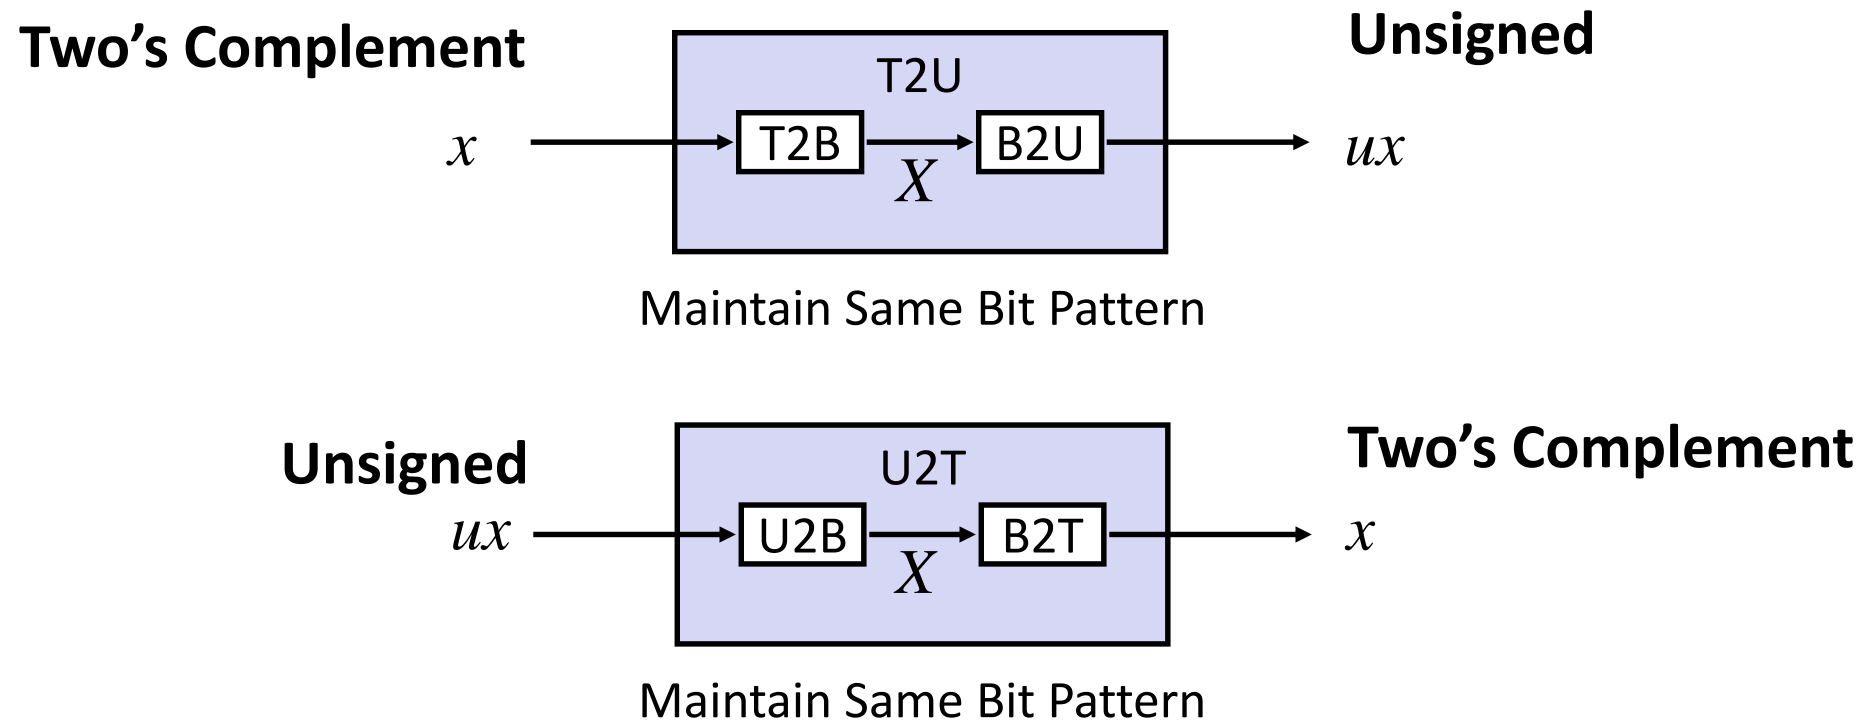 Two’s Complement
Unsigned
T2U
x
T2B
X
B2U
ux
Maintain Same Bit Pattern
Unsigned
Two’s Complement
U2T
ux
U2B
X
B2T
x
Maintain Same Bit Pattern